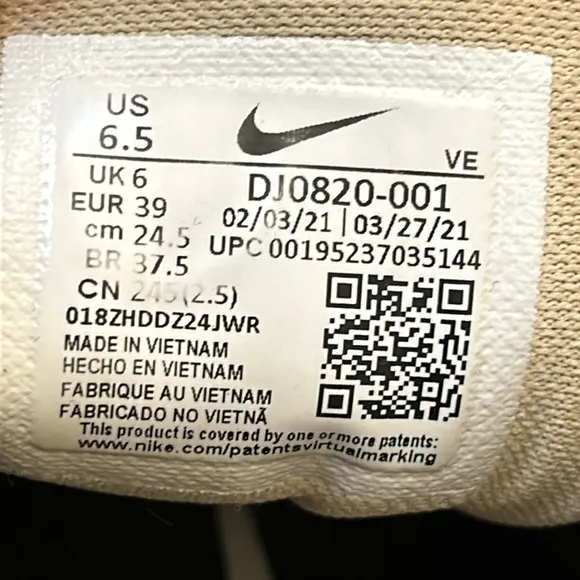 US
6.5
VE
UK 6
EUR 39
cm 24.5
BR 37.5
CN 245(2.5)
DJ0820-001
02/03/21 | 03/27/21
UPC 00195237035144
018ZHDDZ24JWR
MADE IN VIETNAM
HECHO EN VIETNAM
FABRIQUE AU VIETNAM
FABRICADO NO VIETNÃ
This product is covered by one or more patents:
www.nike.com/patentsvirtualmarking